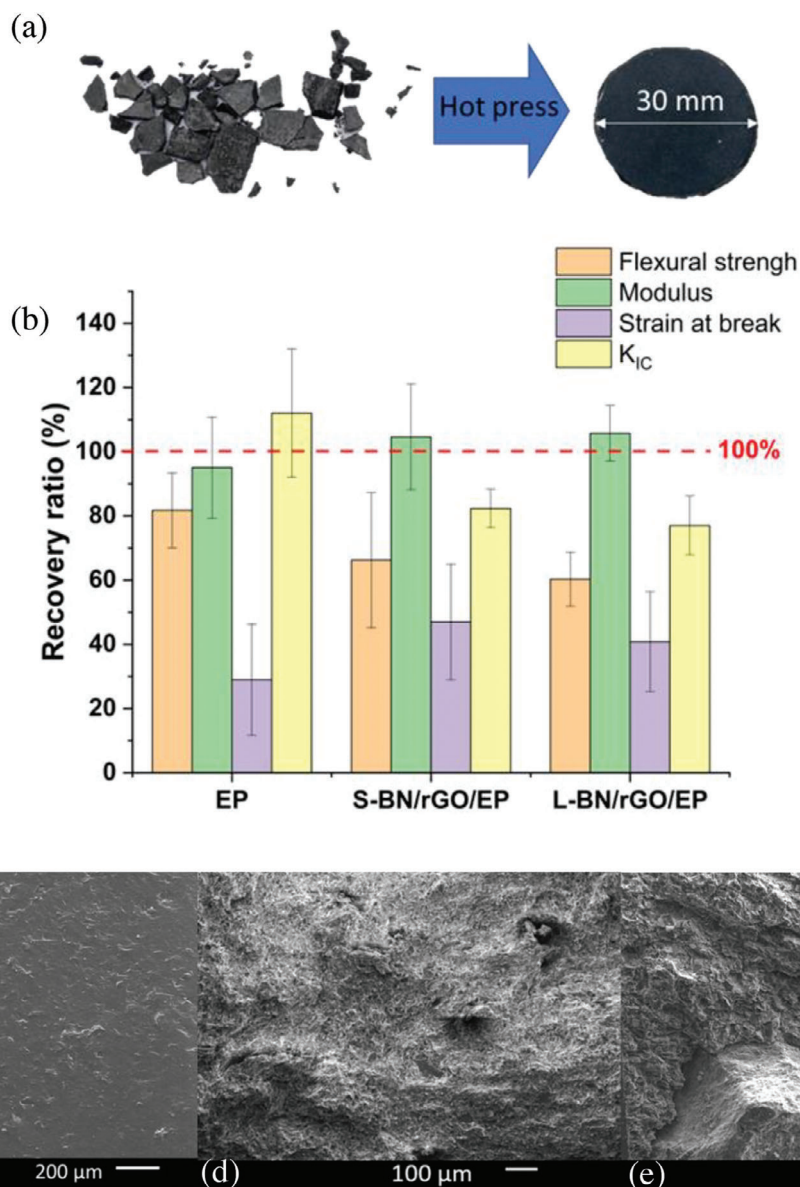 (a)
Hot press
30 mm
(b)
Flexural strengh
Modulus
Strain at break
K_IC
Recovery ratio (%)
140
120
100
80
60
40
20
0
100%
EP
S-BN/rGO/EP
L-BN/rGO/EP
200 μm
(d)
100 μm
(e)